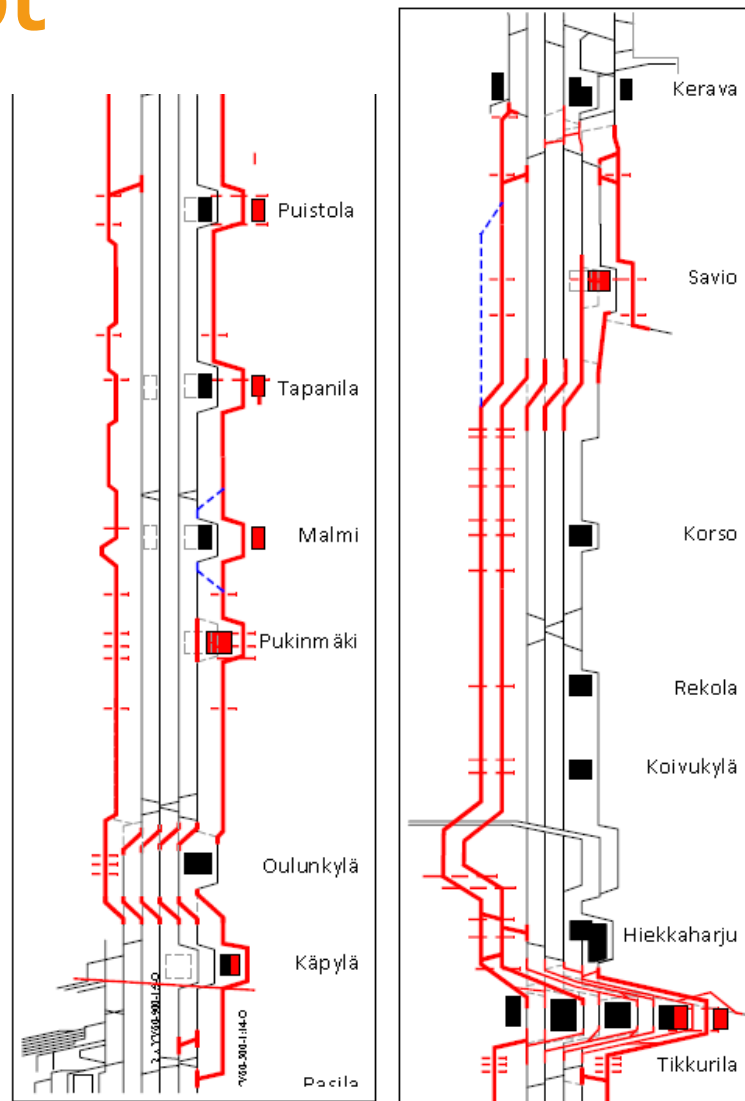 Puistola
Tapanila
Malmi
Pukinmäki
Oulunkylä
Käpylä
Pasila
Kerava
Savio
Korso
Rekola
Koivukylä
Hiekkaharju
Tikkurila